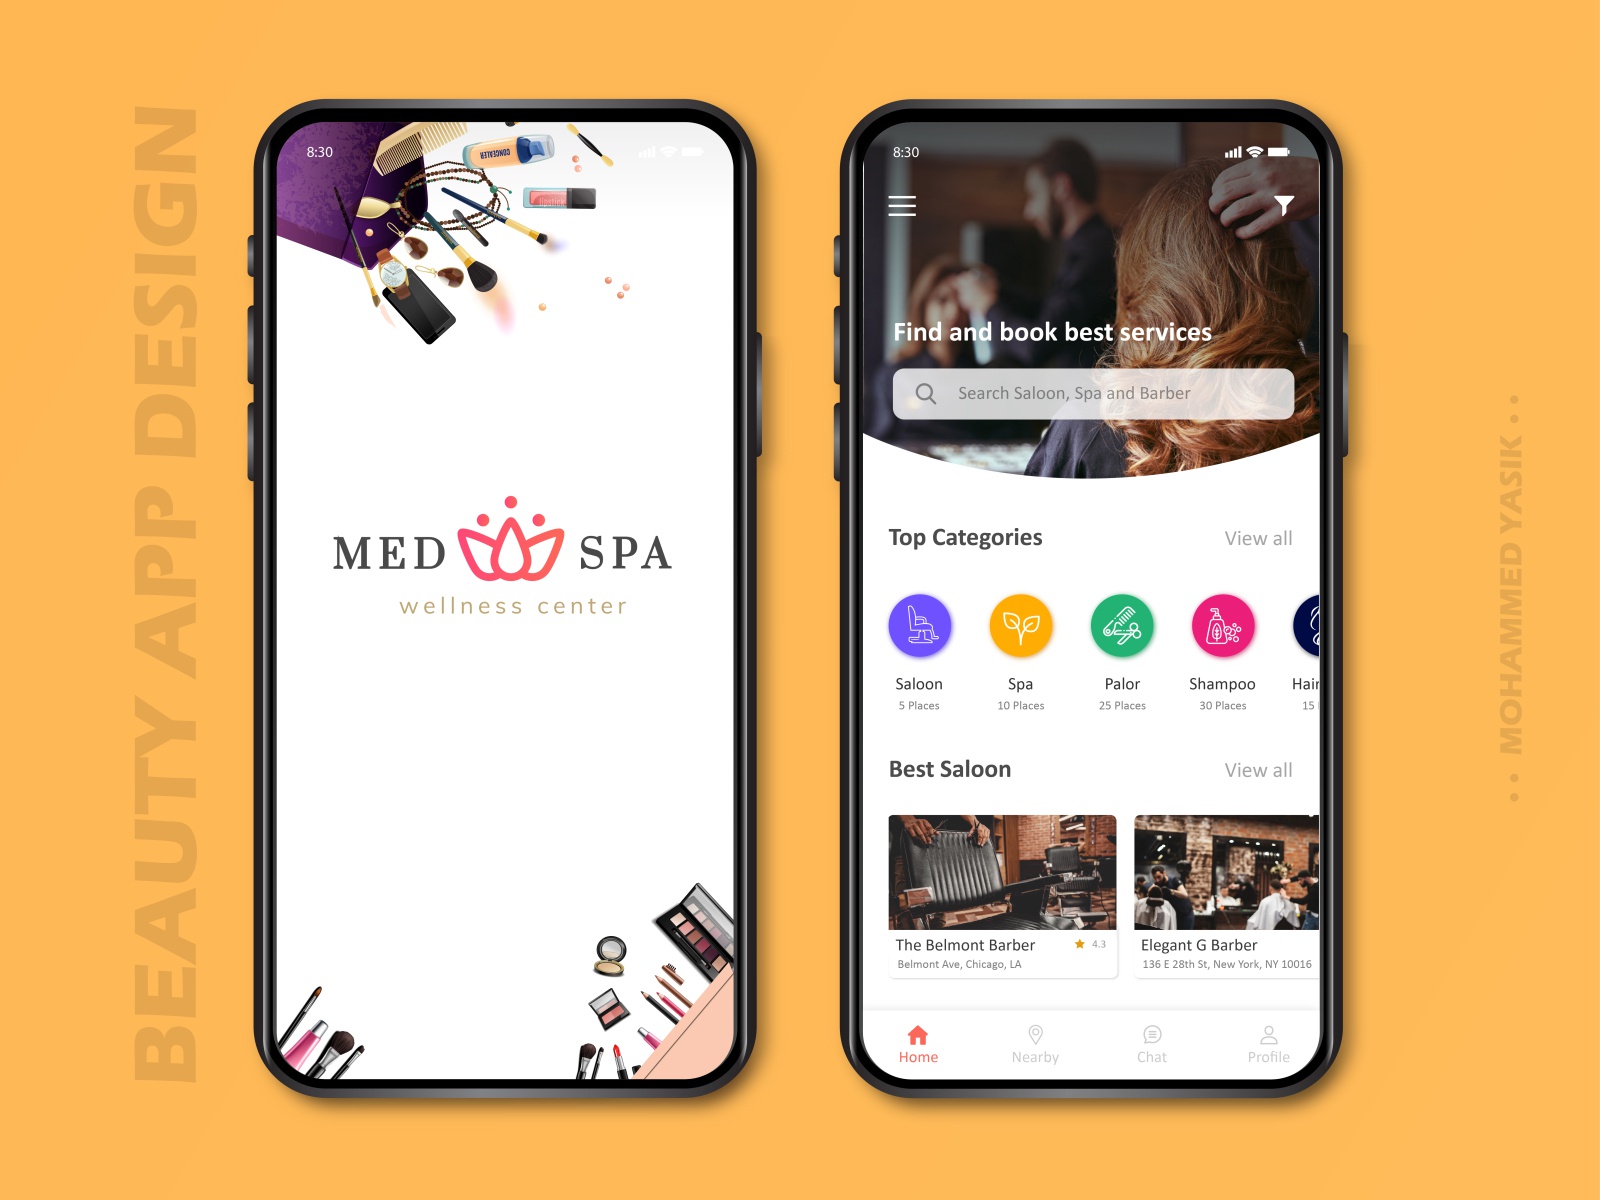 BEAUTY APP DESIGN
8:30
CONCEALER
lipstick
MED SPA
wellness center
8:30
Find and book best services
Search Saloon, Spa and Barber
Top Categories
View all
Saloon
Spa
Palor
Shampoo
Hair
5 Places
10 Places
25 Places
30 Places
15
Best Saloon
View all
The Belmont Barber
4.3
Belmont Ave, Chicago, LA
Elegant G Barber
136 E 28th St, New York, NY 10016
Home
Nearby
Chat
Profile
MOHAMMED YASIK